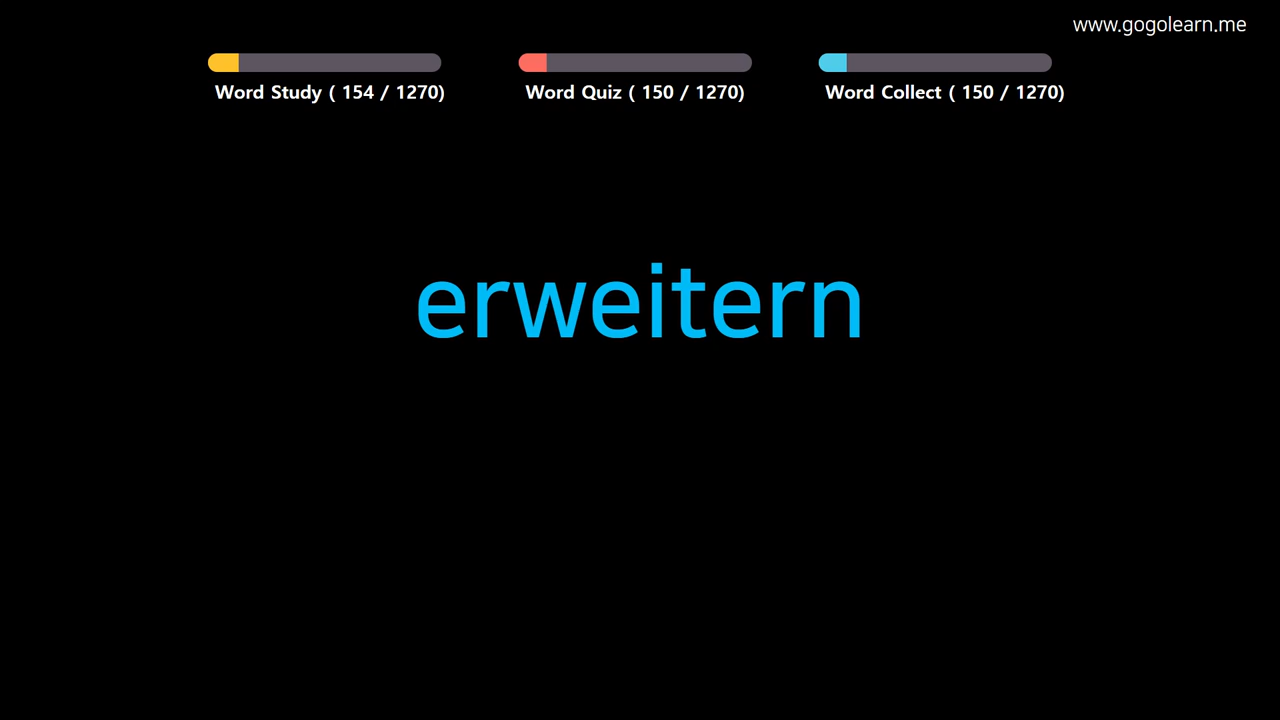 www.gogolearn.me
Word Study ( 154 / 1270)
Word Quiz ( 150 / 1270)
Word Collect ( 150 / 1270)
erweitern